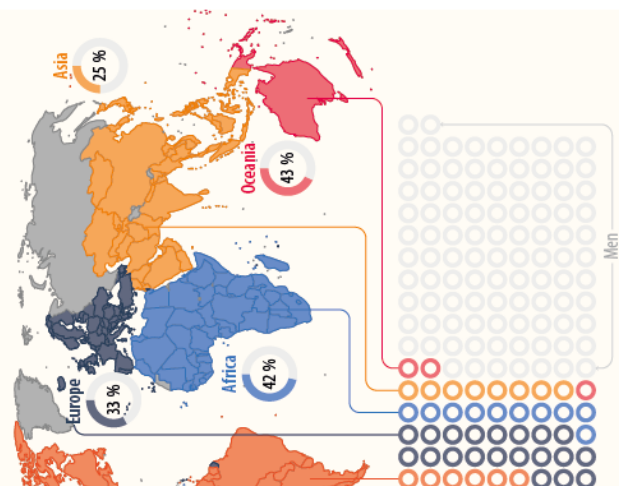 Asia
25 %
Oceania
43 %
Africa
42 %
Europe
33 %
Men